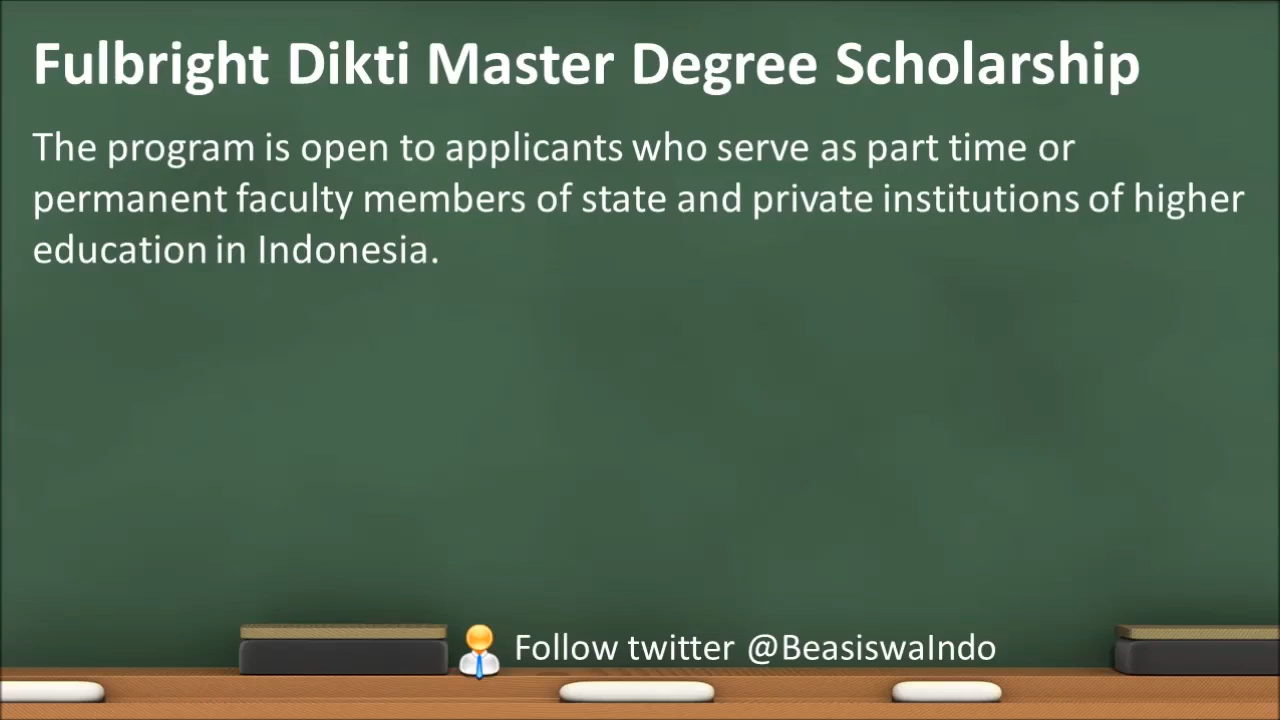 Fulbright Dikti Master Degree Scholarship
The program is open to applicants who serve as part time or
permanent faculty members of state and private institutions of higher
education in Indonesia.
Follow twitter @BeasiswaIndo